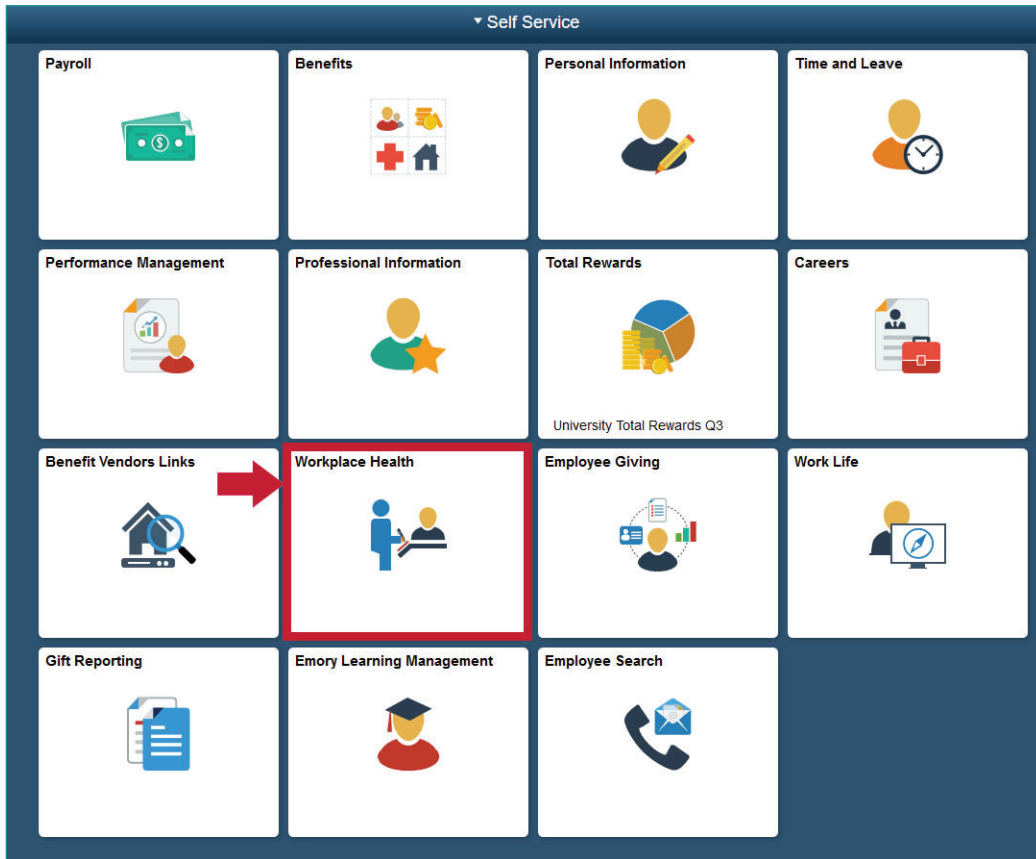 Self Service
Payroll
Benefits
Personal Information
Time and Leave
Performance Management
Professional Information
Total Rewards
University Total Rewards Q3
Careers
Benefit Vendors Links
Workplace Health
Employee Giving
Work Life
Gift Reporting
Emory Learning Management
Employee Search